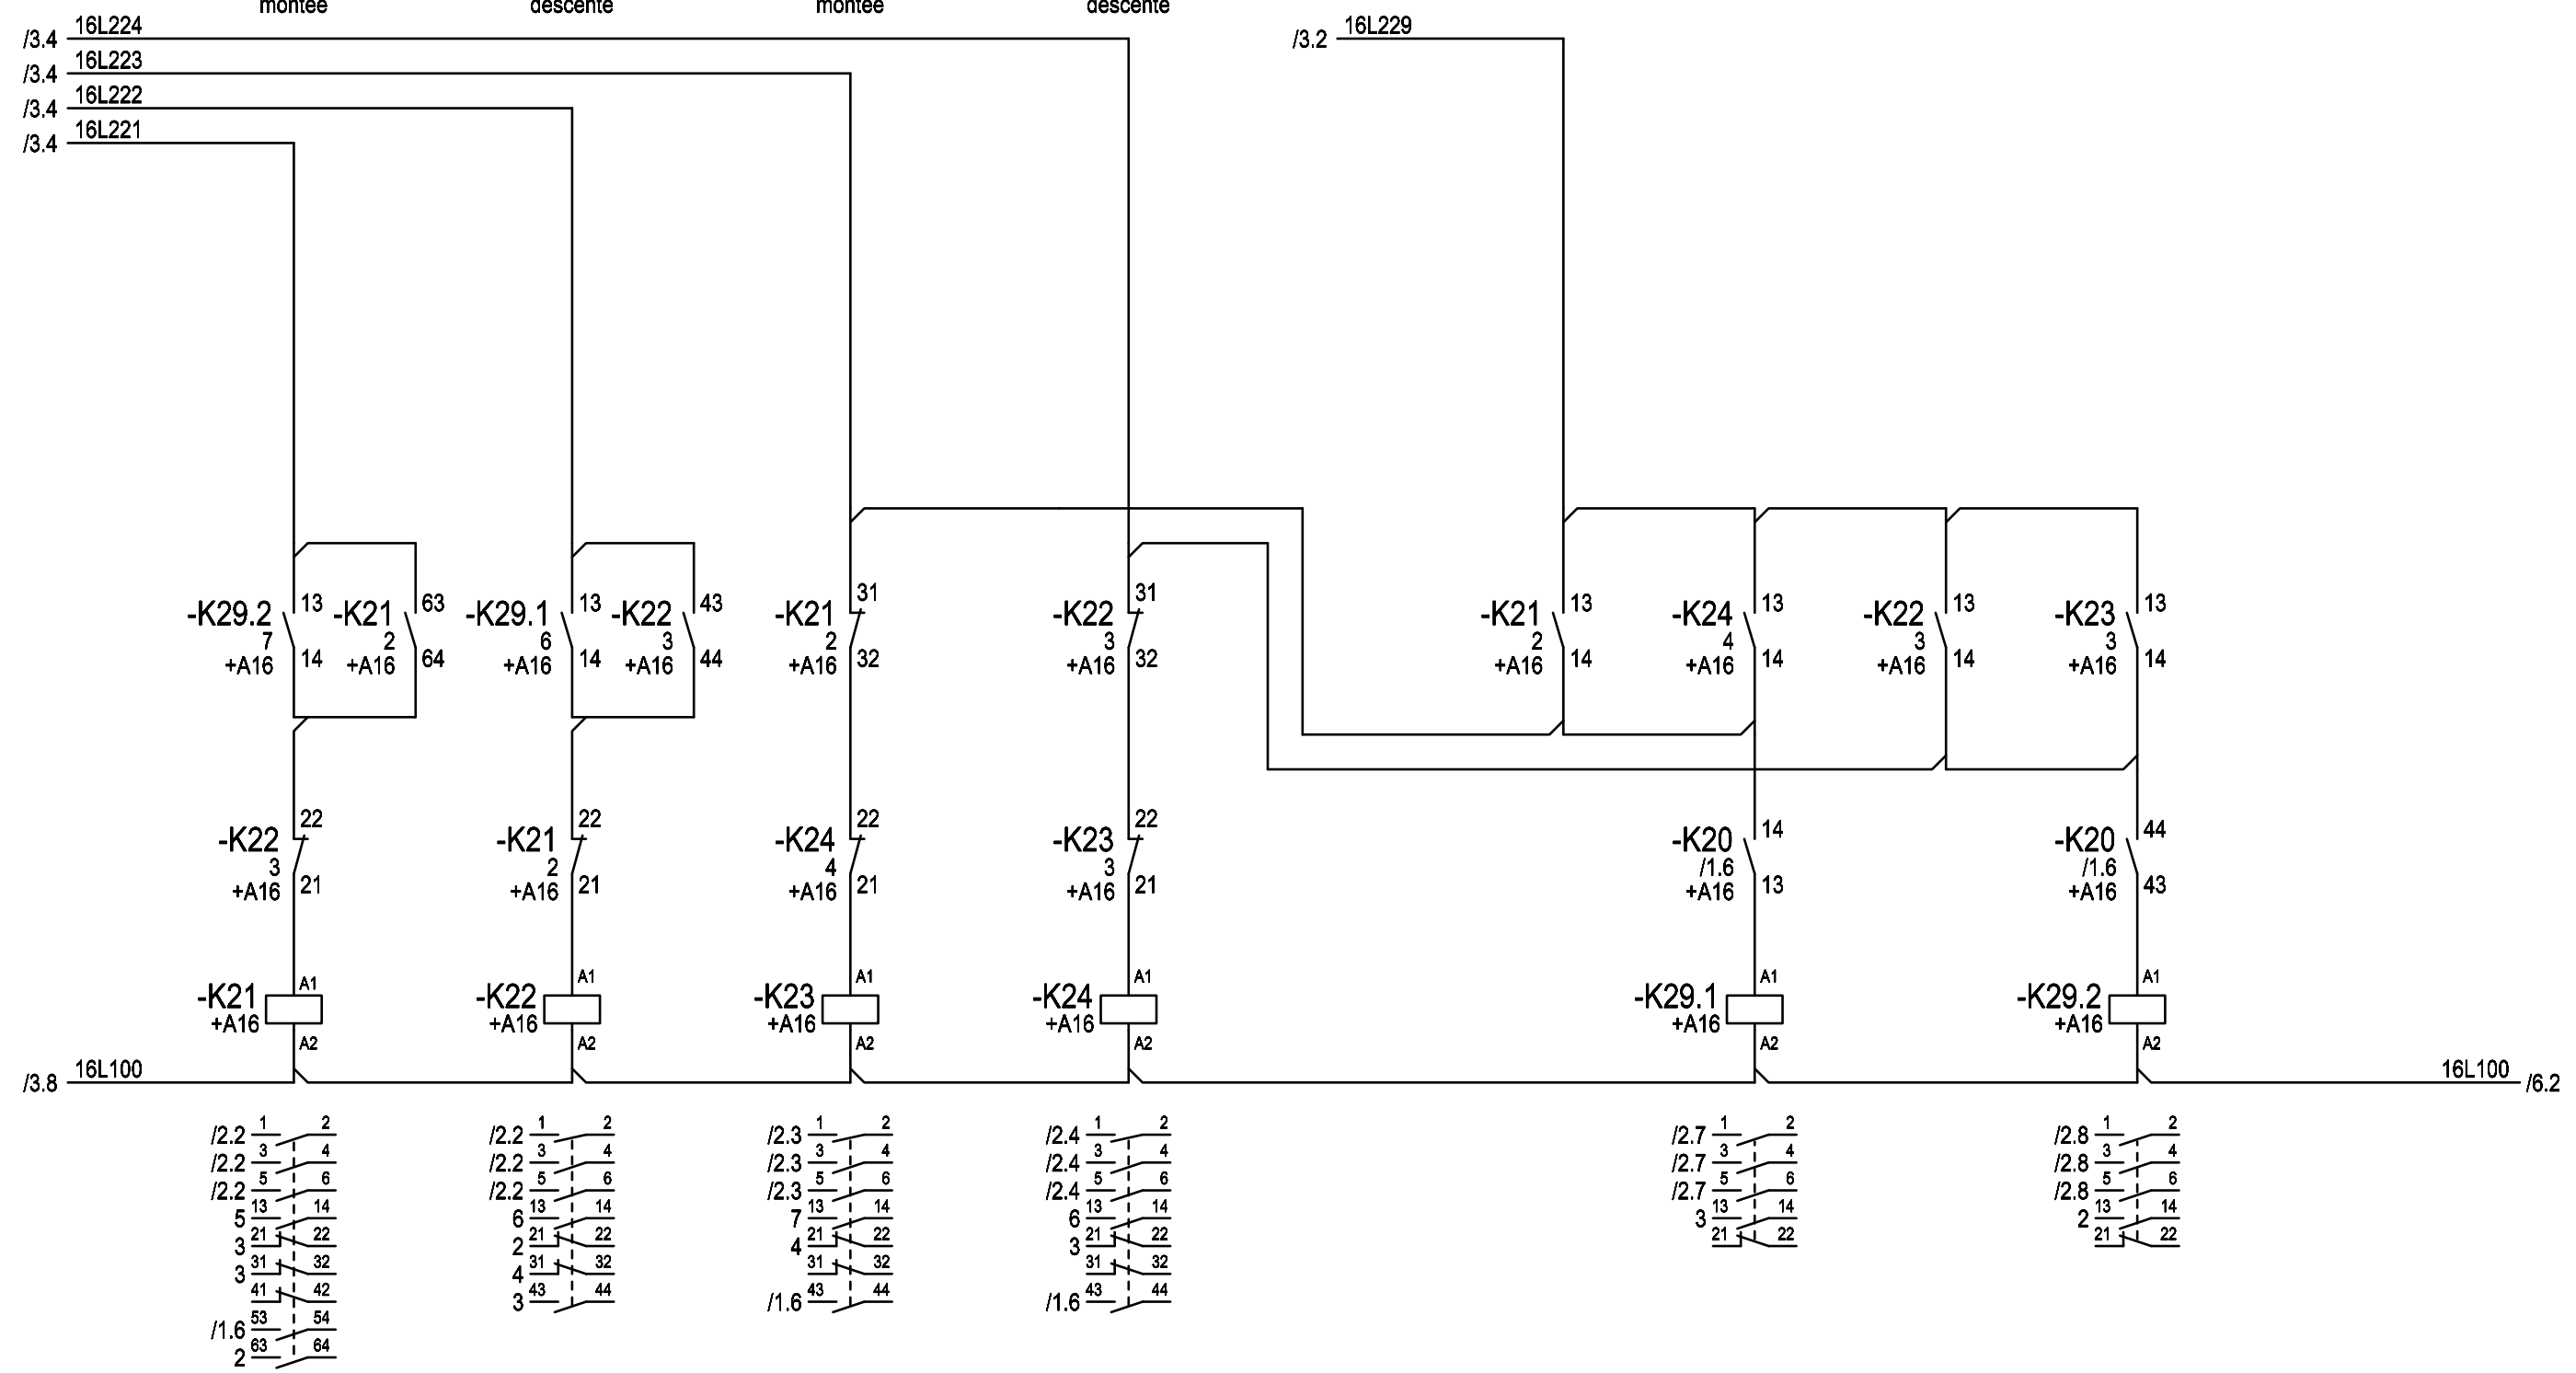 montée descente montée descente
/3.4 16L224 /3.2 16L229
/3.4 16L223
/3.4 16L222
/3.4 16L221
-K29.2 7 +A16 13 14
-K21 2 +A16 63 64
-K29.1 6 +A16 13 14
-K22 3 +A16 43 44
-K21 2 +A16 31 32
-K22 3 +A16 31 32
-K21 2 +A16 13 14
-K24 4 +A16 13 14
-K22 3 +A16 13 14
-K23 3 +A16 13 14
-K22 3 +A16 22 21
-K21 2 +A16 22 21
-K24 4 +A16 22 21
-K23 3 +A16 22 21
-K20 /1.6 +A16 14 13
-K20 /1.6 +A16 44 43
-K21 +A16 A1 A2
-K22 +A16 A1 A2
-K23 +A16 A1 A2
-K24 +A16 A1 A2
-K29.1 +A16 A1 A2
-K29.2 +A16 A1 A2
/3.8 16L100 16L100 /6.2
/2.2 1 2
/2.2 3 4
/2.2 5 6
5 13 14
3 21 22
3 31 32
41 42
/1.6 53 54
2 63 64
/2.2 1 2
/2.2 3 4
/2.2 5 6
6 13 14
2 21 22
4 31 32
3 43 44
/2.3 1 2
/2.3 3 4
/2.3 5 6
7 13 14
4 21 22
31 32
/1.6 43 44
/2.4 1 2
/2.4 3 4
/2.4 5 6
6 13 14
3 21 22
31 32
/1.6 43 44
/2.7 1 2
/2.7 3 4
/2.7 5 6
3 13 14
21 22
/2.8 1 2
/2.8 3 4
/2.8 5 6
2 13 14
21 22